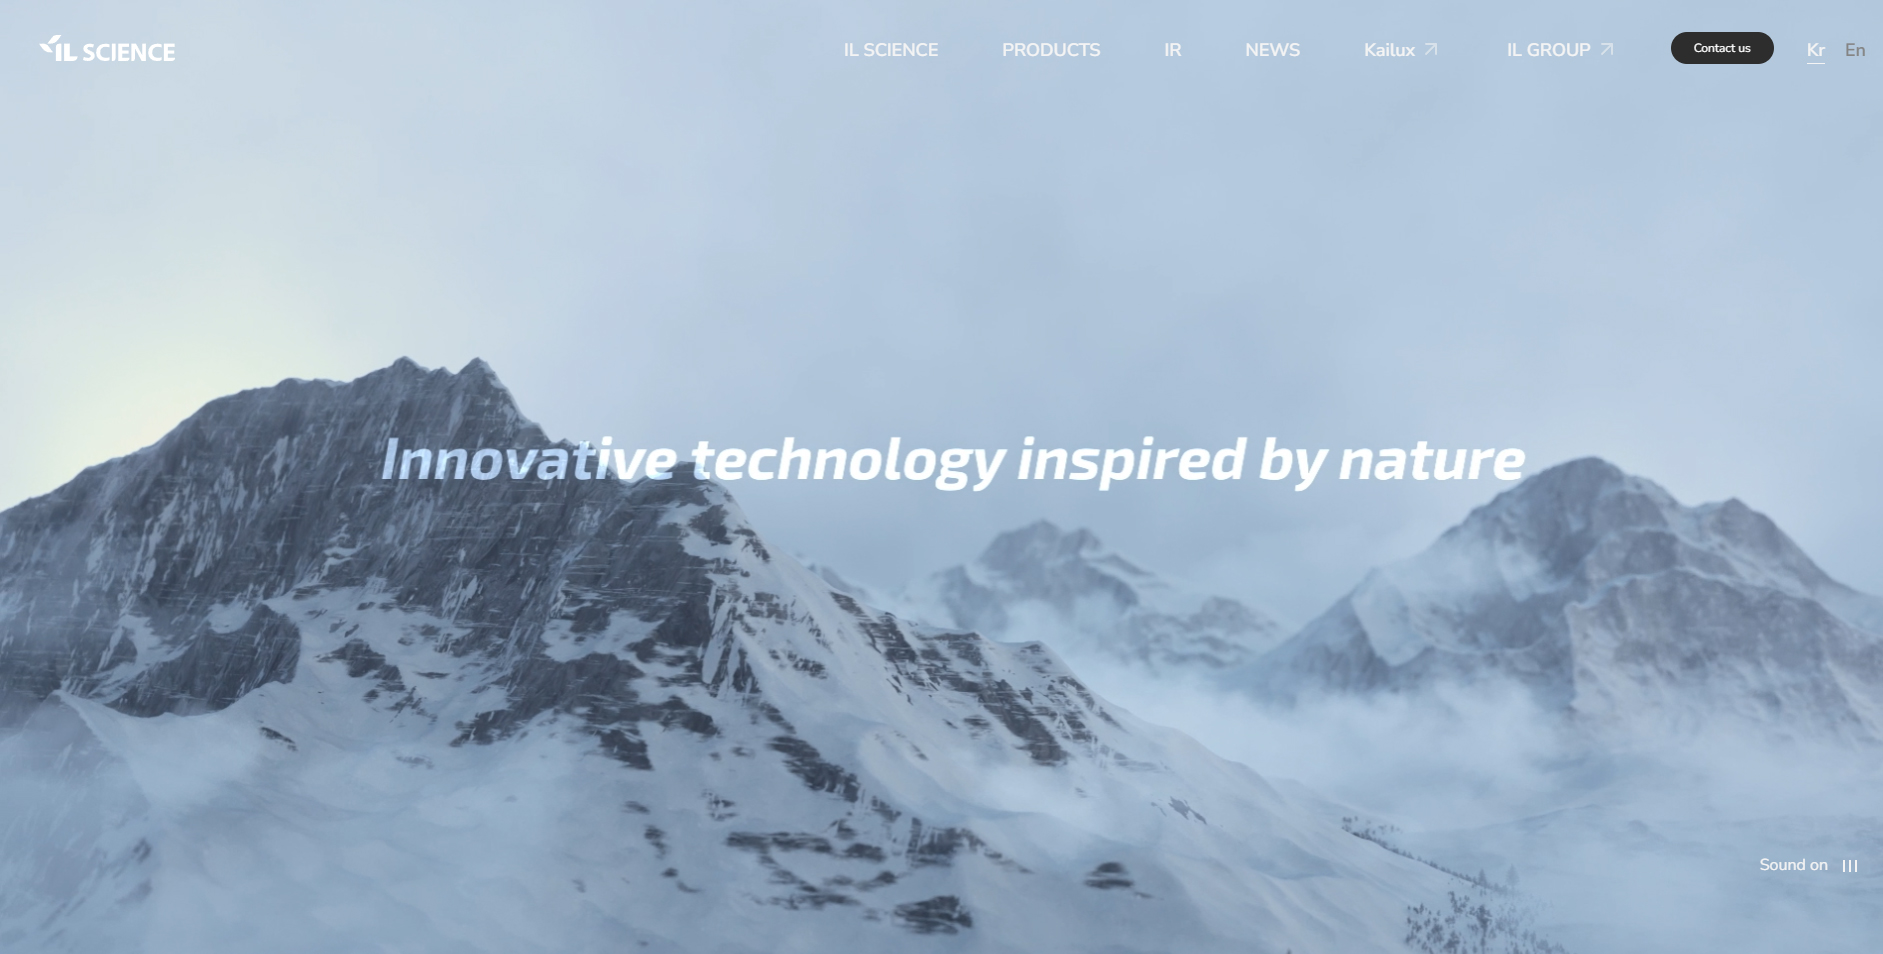 IL SCIENCE
IL SCIENCE PRODUCTS IR NEWS Kailux IL GROUP Contact us Kr En
Innovative technology inspired by nature
Sound on